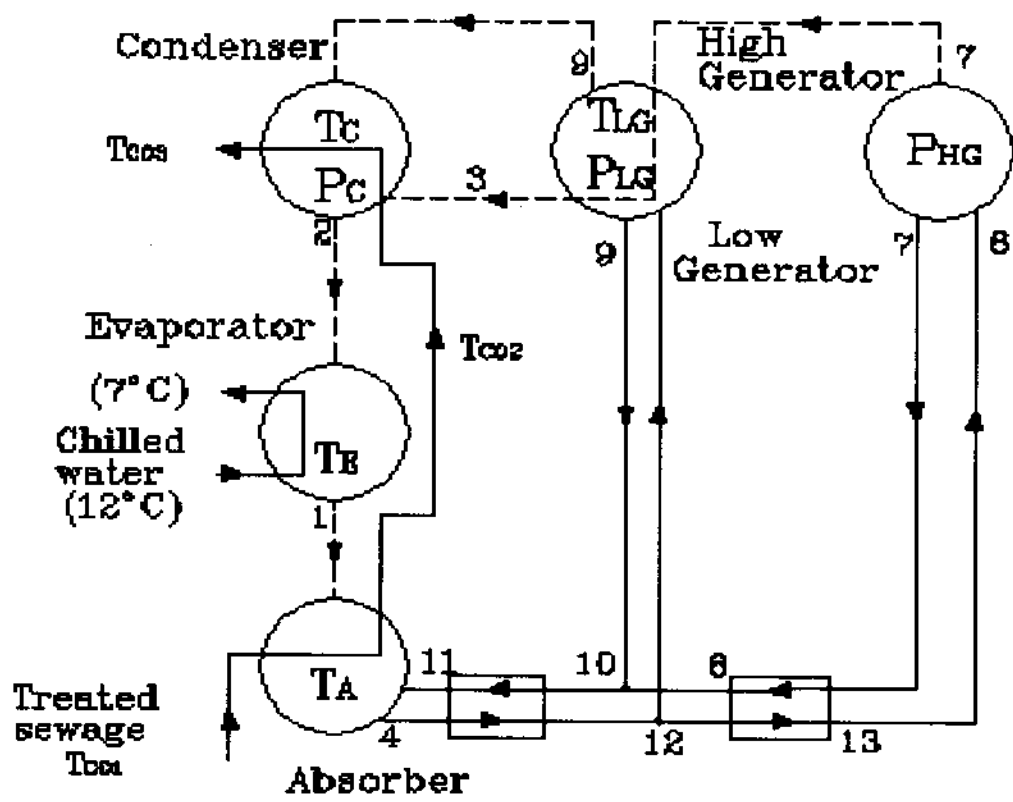 Condenser
9
High
Generator
7
TC
PC
TCO3
TLG
PLG
PHG
3
2
9
Low
Generator
7
8
Evaporator
(7°C)
Chilled
water
(12°C)
TE
TCO2
1
TA
11
10
6
4
12
13
Treated
sewage
TCO1
Absorber